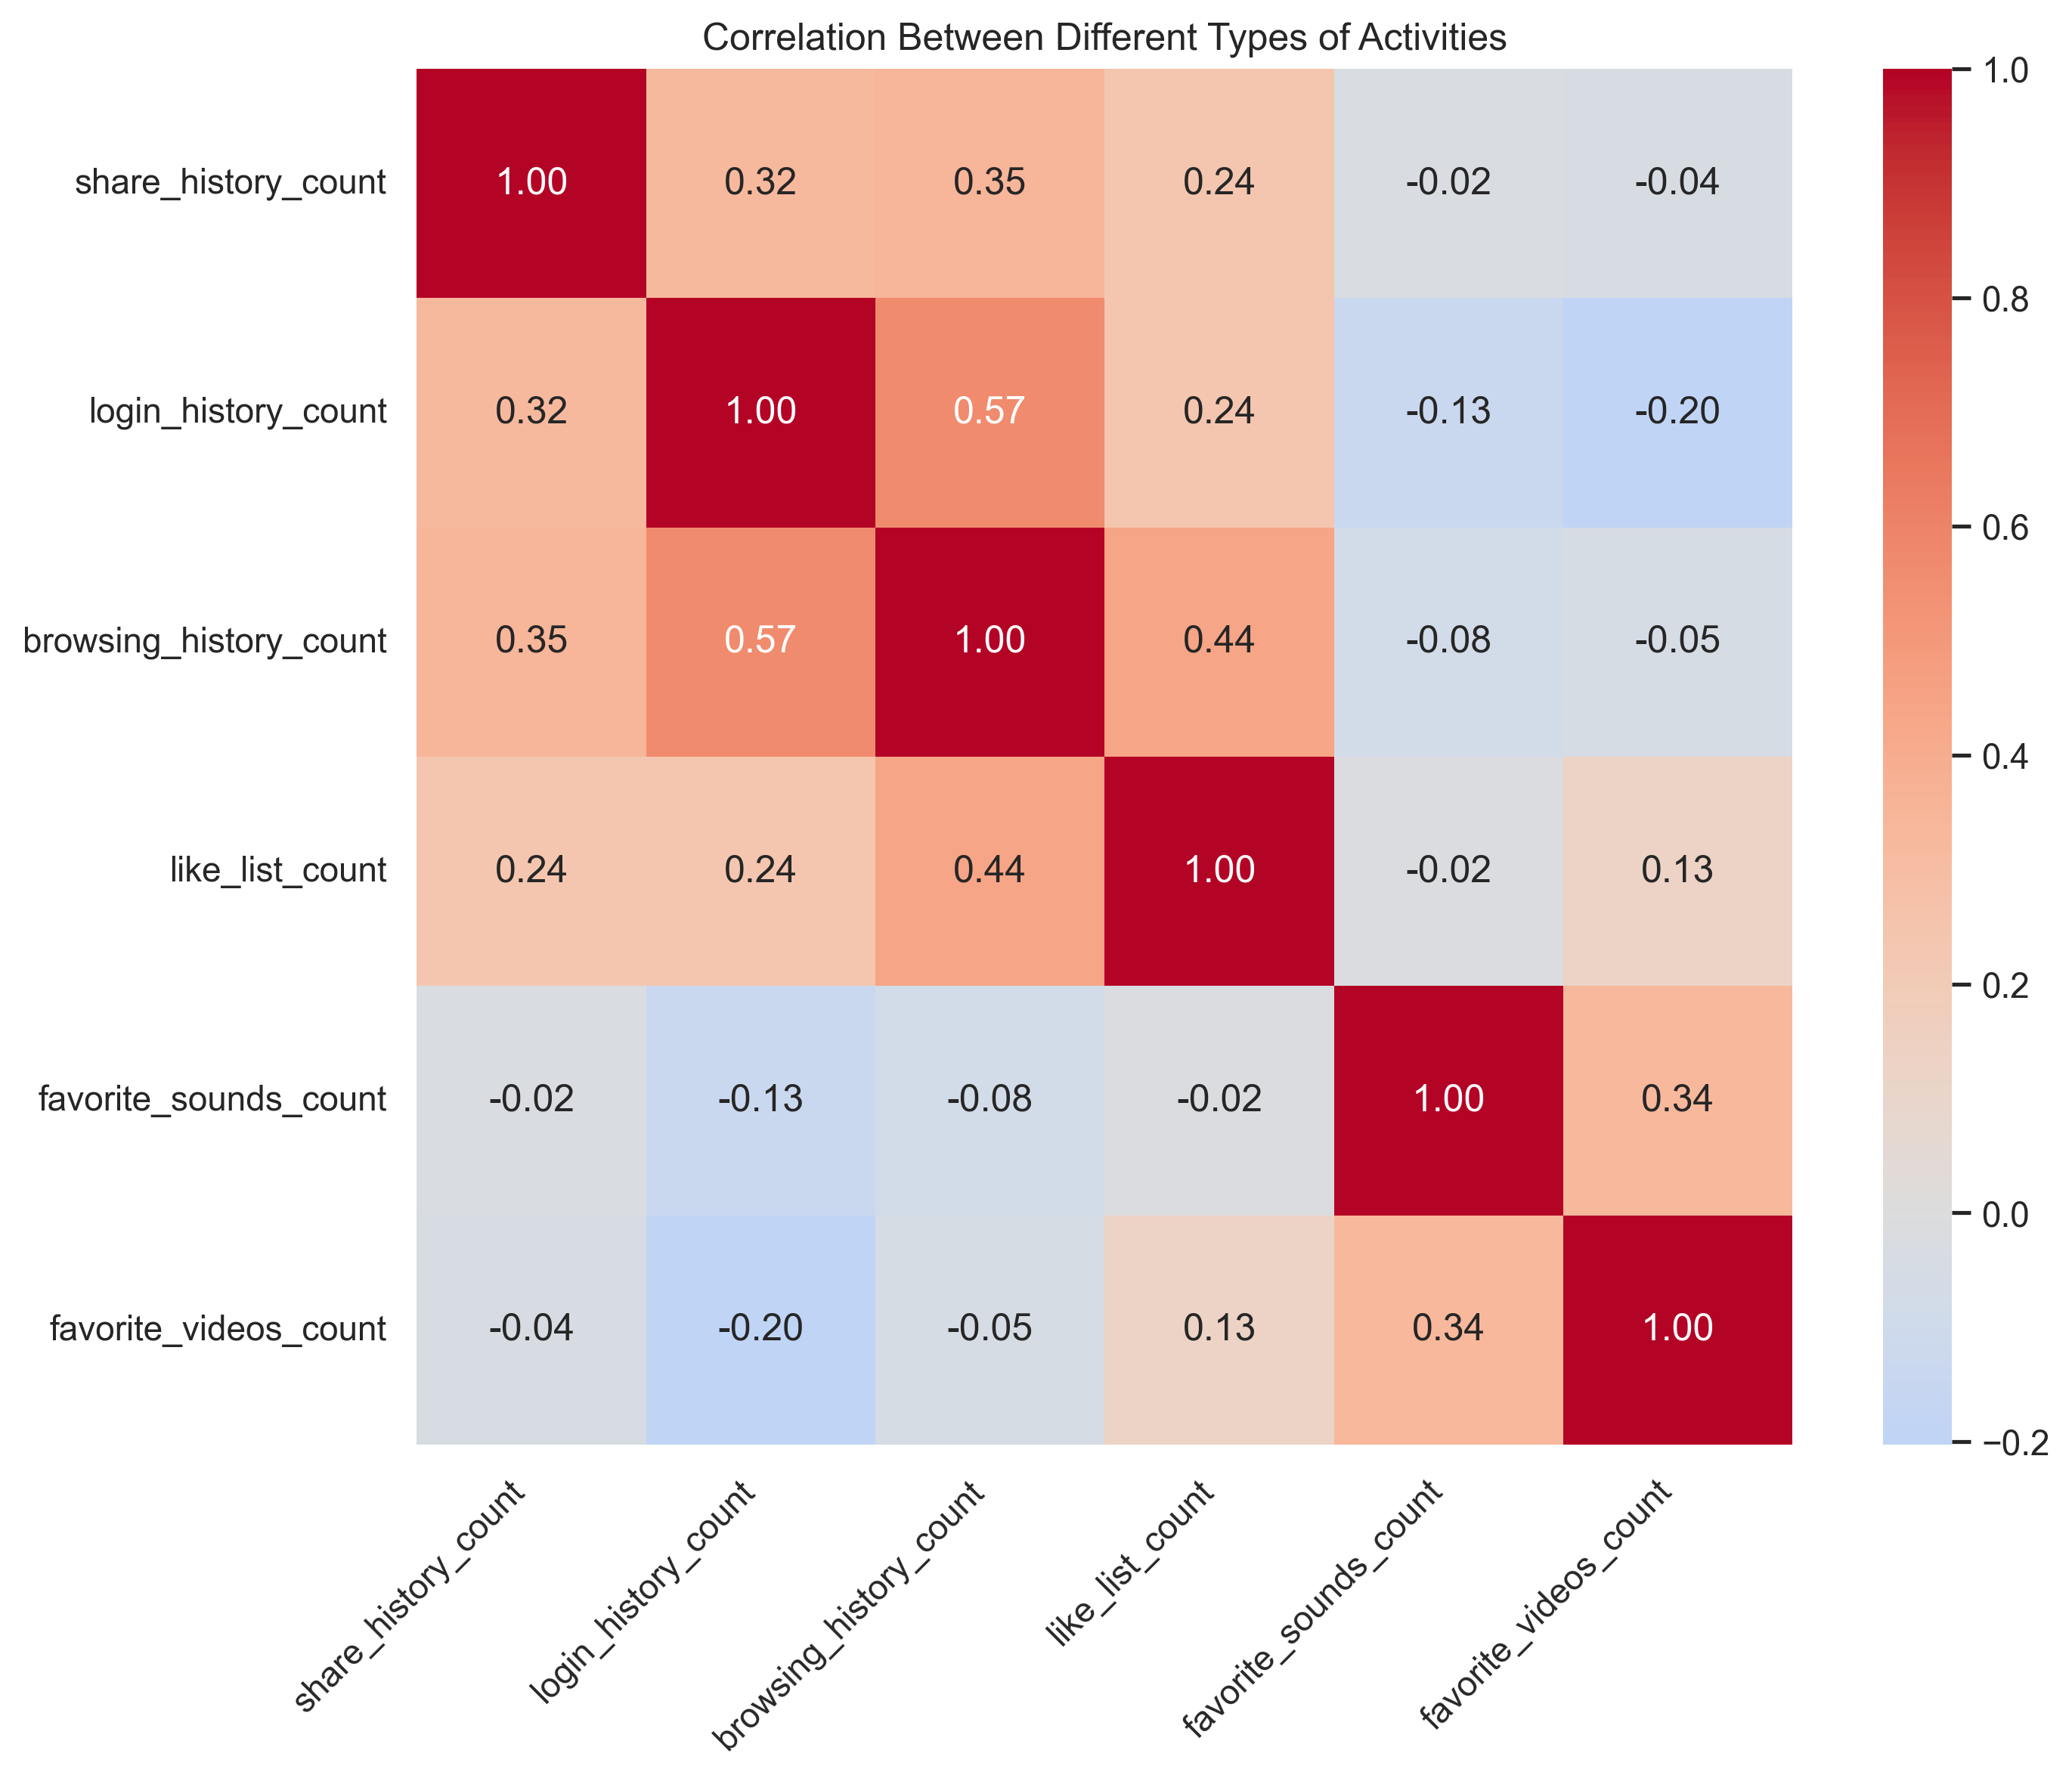 Correlation Between Different Types of Activities
share_history_count 1.00 0.32 0.35 0.24 -0.02 -0.04
login_history_count 0.32 1.00 0.57 0.24 -0.13 -0.20
browsing_history_count 0.35 0.57 1.00 0.44 -0.08 -0.05
like_list_count 0.24 0.24 0.44 1.00 -0.02 0.13
favorite_sounds_count -0.02 -0.13 -0.08 -0.02 1.00 0.34
favorite_videos_count -0.04 -0.20 -0.05 0.13 0.34 1.00
share_history_count
login_history_count
browsing_history_count
like_list_count
favorite_sounds_count
favorite_videos_count
1.0
0.8
0.6
0.4
0.2
0.0
−0.2